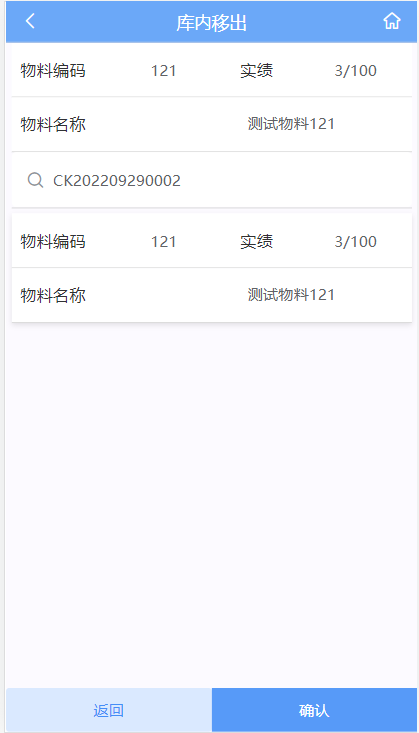 库内移出
物料编码 121 实绩 3/100
物料名称 测试物料121
CK202209290002
物料编码 121 实绩 3/100
物料名称 测试物料121
返回 确认